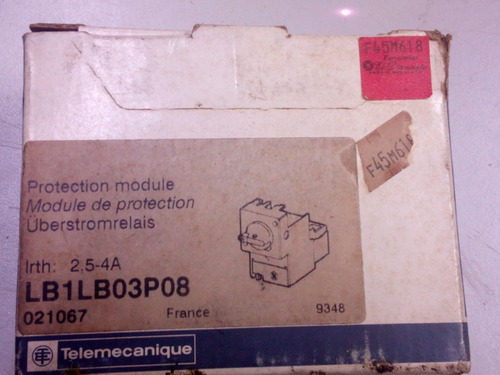 F45M618
F45M618
Protection module
Module de protection
Überstromrelais
Irth: 2,5-4A
LB1LB03P08
021067 France 9348
Telemecanique